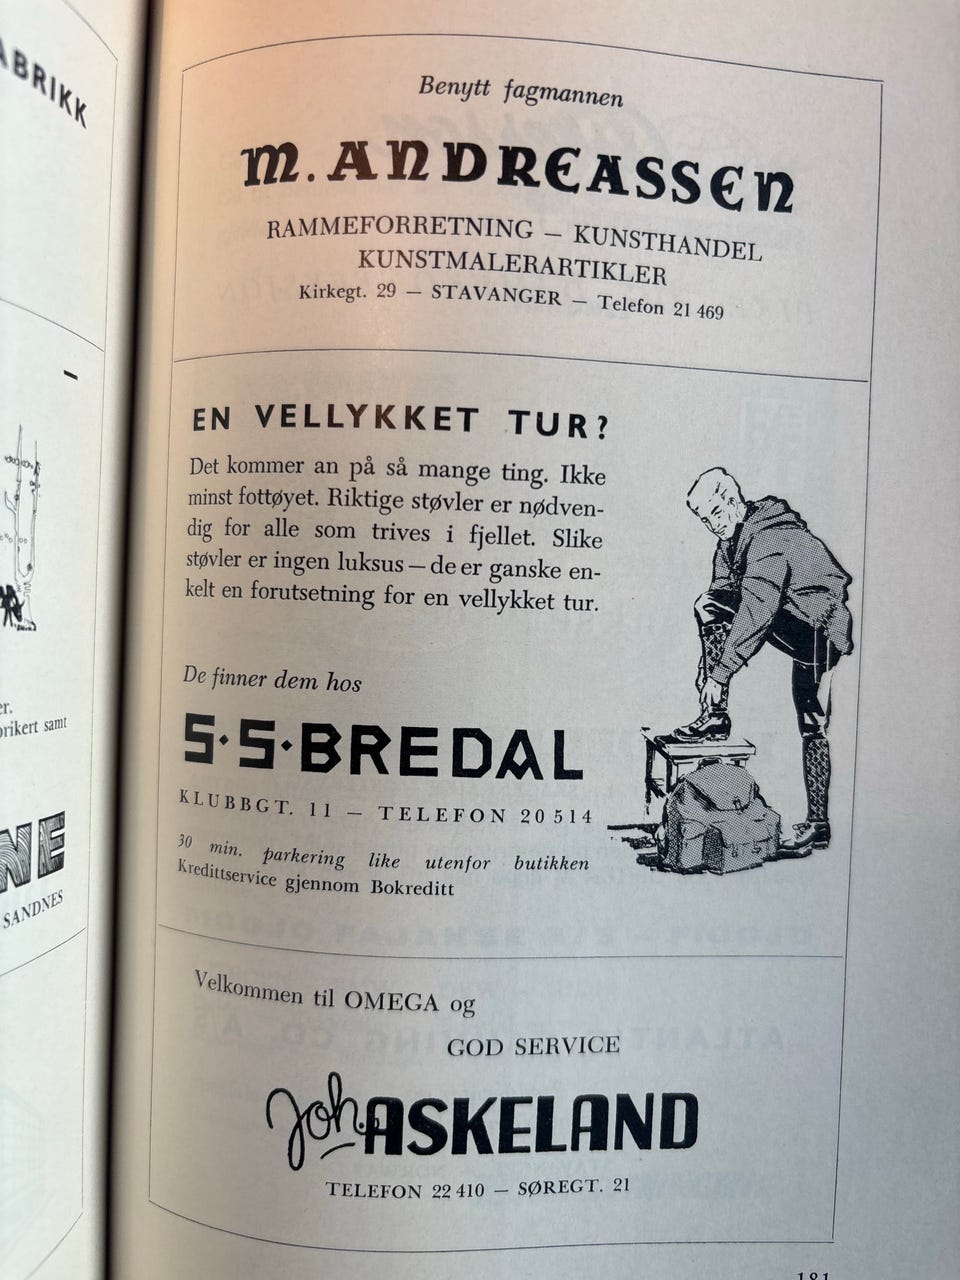 ABRIKK
er.
brikert samt
NE
SANDNES
Benytt fagmannen
M. ANDREASSEN
RAMMEFORRETNING — KUNSTHANDEL
KUNSTMALERARTIKLER
Kirkegt. 29 — STAVANGER — Telefon 21 469
EN VELLYKKET TUR?
Det kommer an på så mange ting. Ikke
minst fottøyet. Riktige støvler er nødven-
dig for alle som trives i fjellet. Slike
støvler er ingen luksus — de er ganske en-
kelt en forutsetning for en vellykket tur.
De finner dem hos
S·S·BREDAL
KLUBBGT. 11 — TELEFON 20 514
30 min. parkering like utenfor butikken
Kredittservice gjennom Bokreditt
Velkommen til OMEGA og
GOD SERVICE
Joh. ASKELAND
TELEFON 22 410 — SØREGT. 21
181